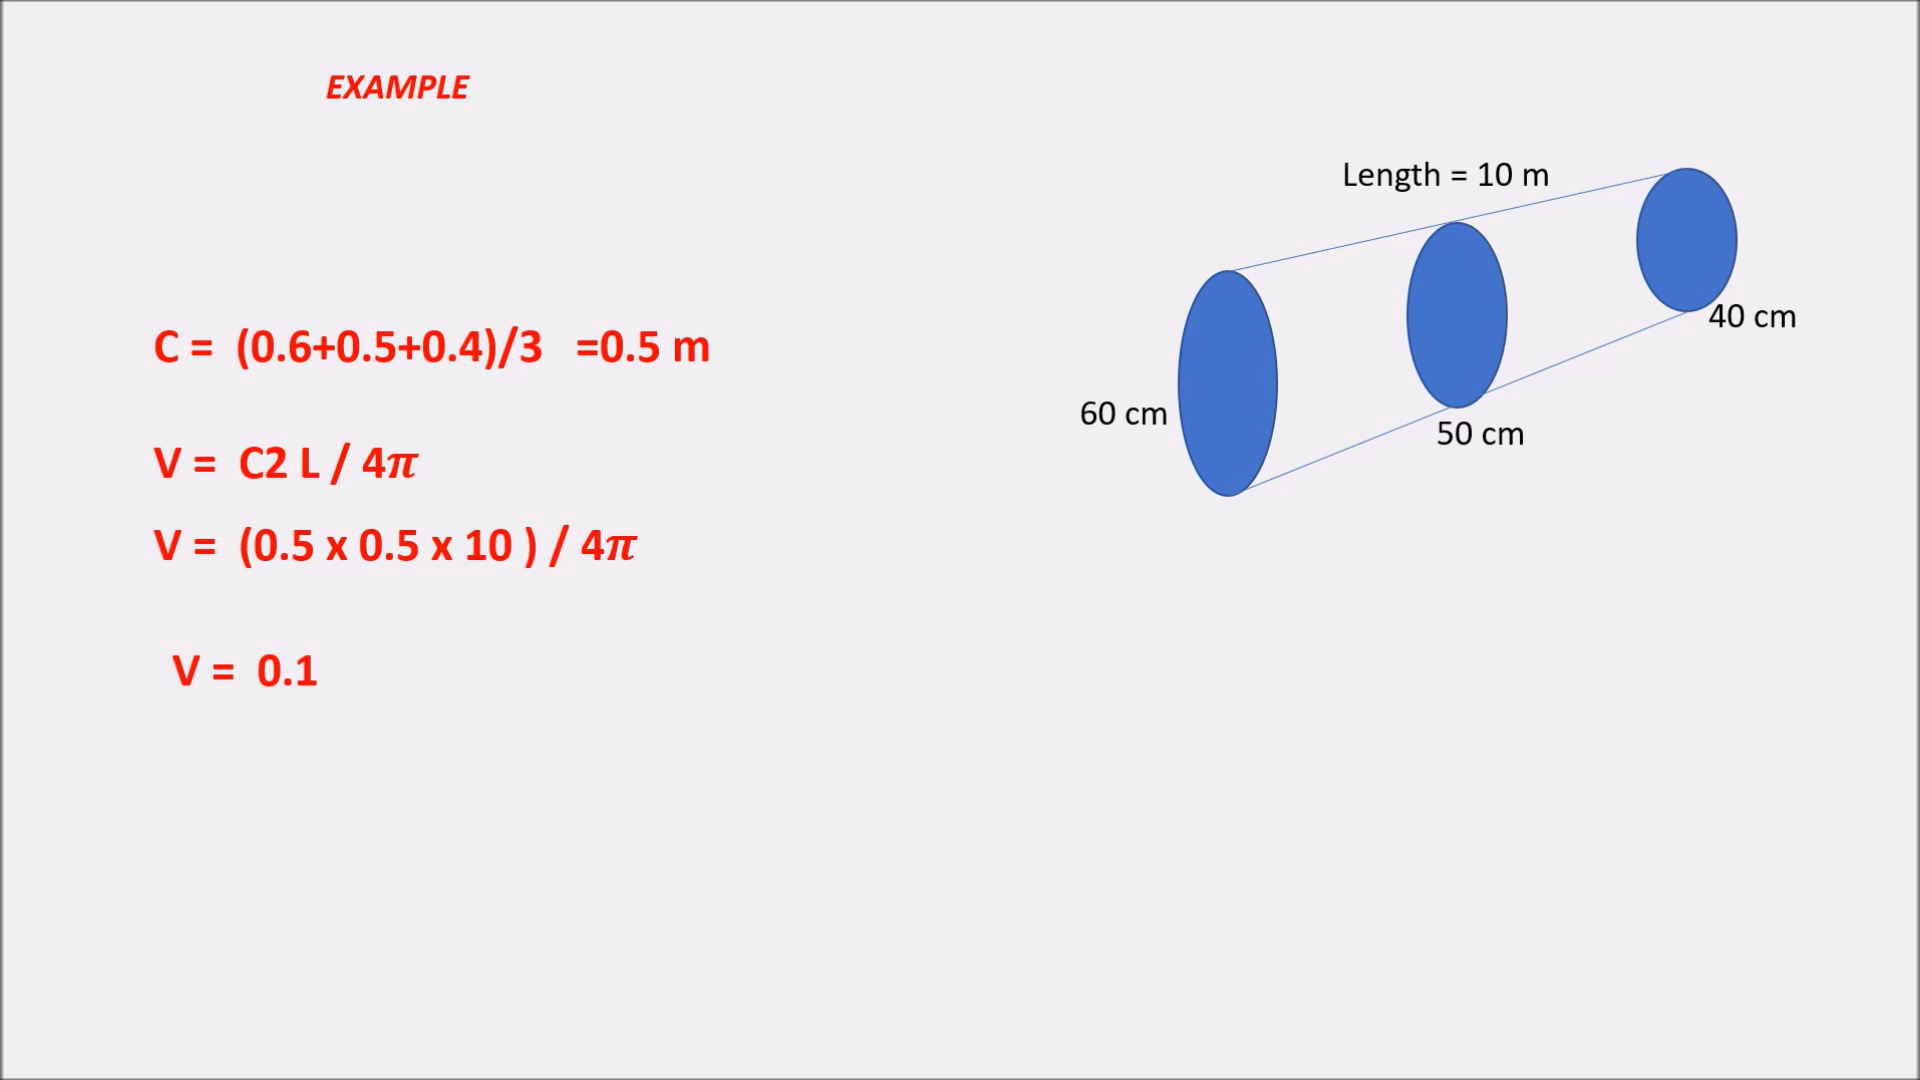 EXAMPLE
Length = 10 m
40 cm
C = (0.6+0.5+0.4)/3 =0.5 m
60 cm
50 cm
V = C2 L / 4𝝅
V = (0.5 x 0.5 x 10 ) / 4𝝅
V = 0.1